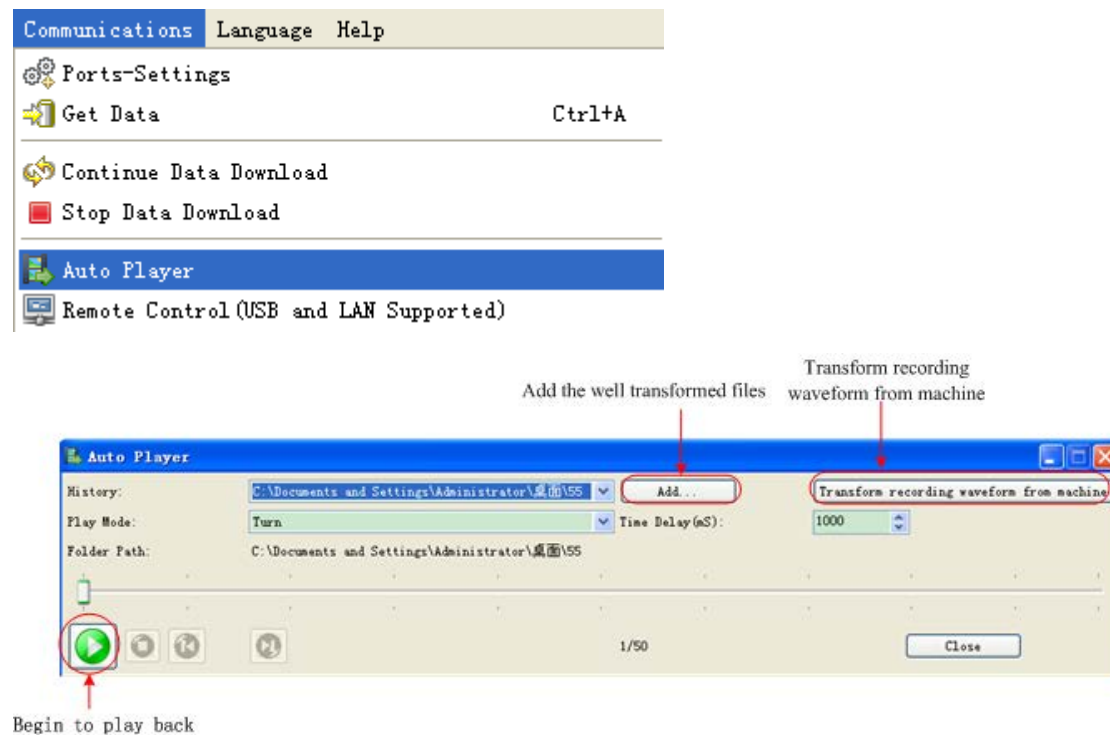 Communications Language Help
Ports-Settings
Get Data Ctrl+A
Continue Data Download
Stop Data Download
Auto Player
Remote Control(USB and LAN Supported)
Transform recording
Add the well transformed files waveform from machine
Auto Player
History: C:\Documents and Settings\Administrator\桌面\55 Add... Transform recording waveform from machine
Play Mode: Turn Time Delay(mS): 1000
Folder Path: C:\Documents and Settings\Administrator\桌面\55
1/50 Close
Begin to play back